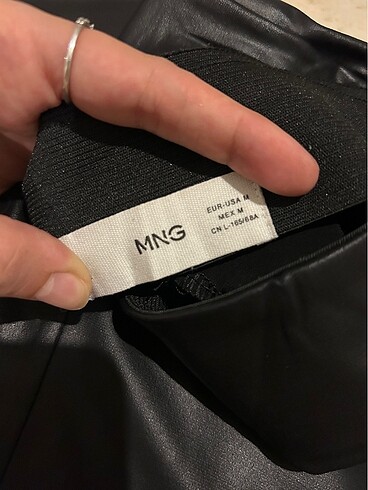 MNG
EUR-USA M
MEX M
CN L-165/68A